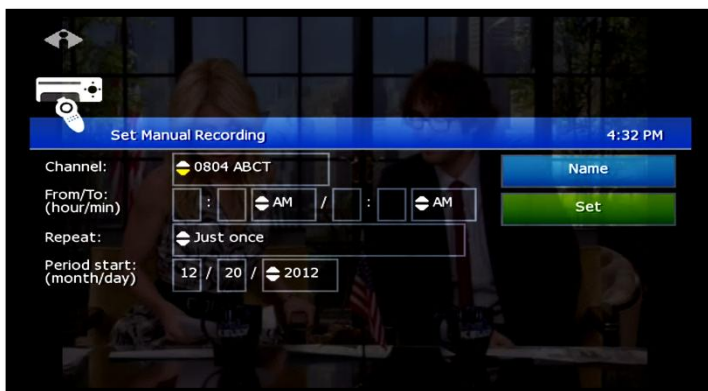 Set Manual Recording 4:32 PM
Channel: 0804 ABCT Name
From/To: : AM / : AM Set
(hour/min)
Repeat: Just once
Period start: 12 / 20 / 2012
(month/day)